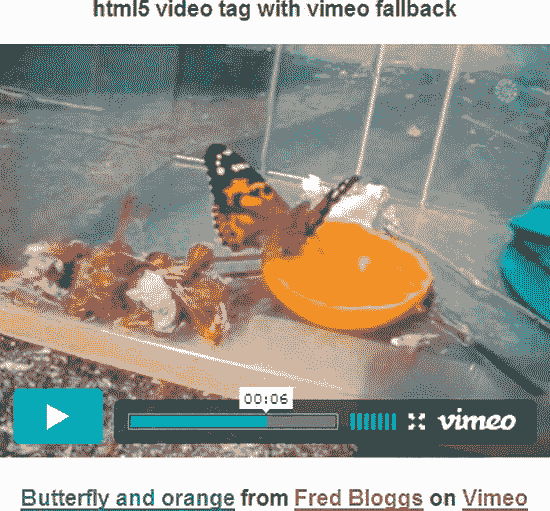 html5 video tag with vimeo fallback
00:06
vimeo
Butterfly and orange from Fred Bloggs on Vimeo